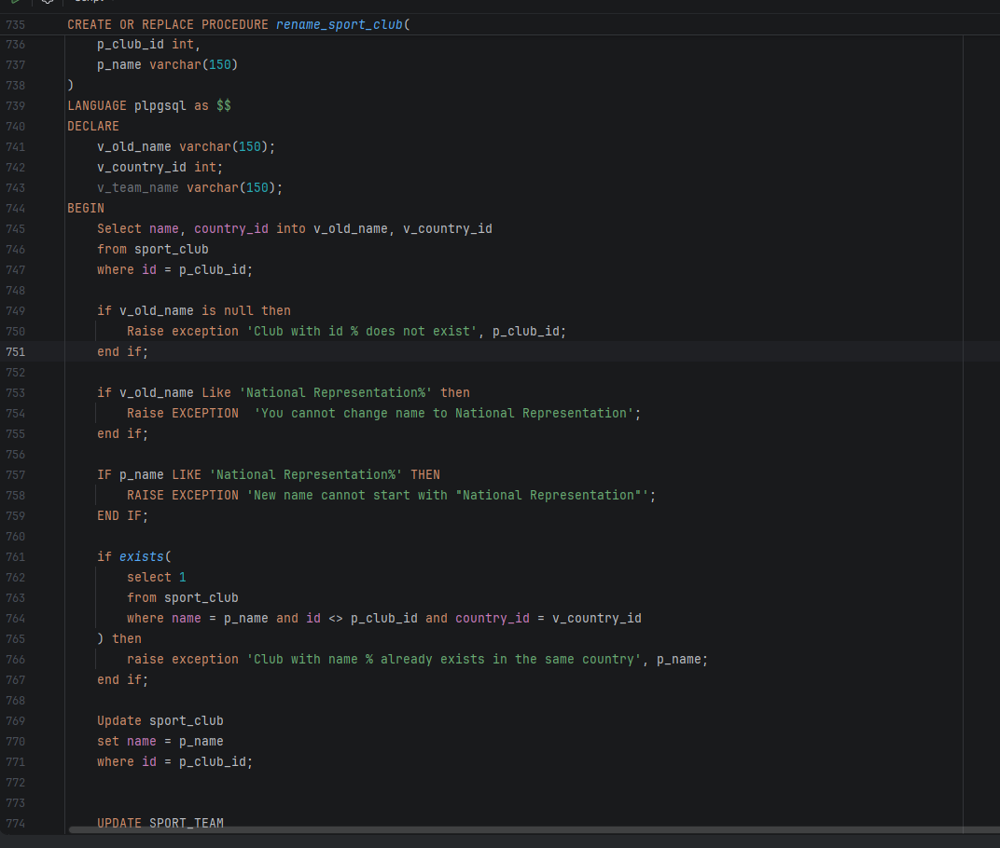 735 CREATE OR REPLACE PROCEDURE rename_sport_club(
736 p_club_id int,
737 p_name varchar(150)
738 )
739 LANGUAGE plpgsql as $$
740 DECLARE
741 v_old_name varchar(150);
742 v_country_id int;
743 v_team_name varchar(150);
744 BEGIN
745 Select name, country_id into v_old_name, v_country_id
746 from sport_club
747 where id = p_club_id;
748
749 if v_old_name is null then
750 Raise exception 'Club with id % does not exist', p_club_id;
751 end if;
752
753 if v_old_name Like 'National Representation%' then
754 Raise EXCEPTION  'You cannot change name to National Representation';
755 end if;
756
757 IF p_name LIKE 'National Representation%' THEN
758 RAISE EXCEPTION 'New name cannot start with "National Representation"';
759 END IF;
760
761 if exists(
762 select 1
763 from sport_club
764 where name = p_name and id <> p_club_id and country_id = v_country_id
765 ) then
766 raise exception 'Club with name % already exists in the same country', p_name;
767 end if;
768
769 Update sport_club
770 set name = p_name
771 where id = p_club_id;
772
773
774 UPDATE SPORT_TEAM